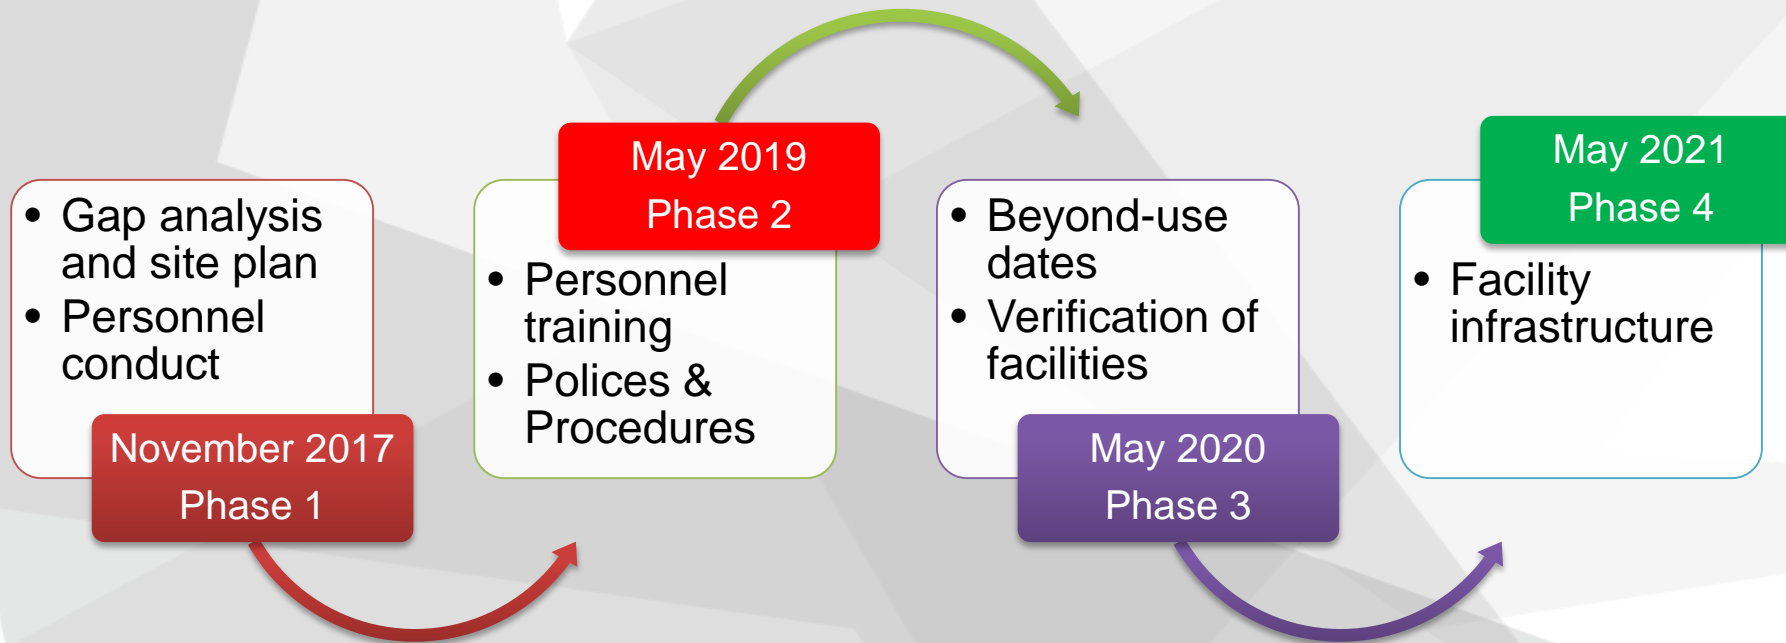 • Gap analysis
and site plan
• Personnel
conduct
November 2017
Phase 1
May 2019
Phase 2
• Personnel
training
• Polices &
Procedures
• Beyond-use
dates
• Verification of
facilities
May 2020
Phase 3
May 2021
Phase 4
• Facility
infrastructure